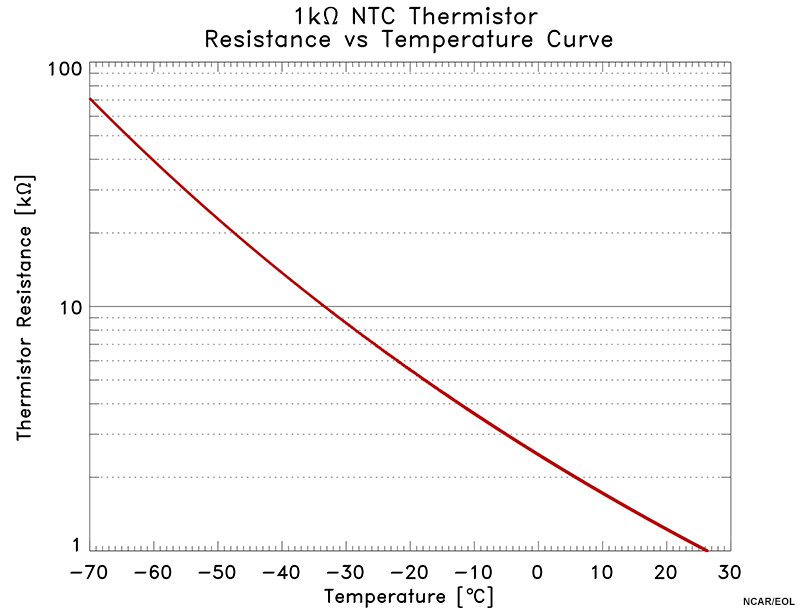 1kΩ NTC Thermistor
Resistance vs Temperature Curve
Thermistor Resistance [kΩ]
100
10
1
−70 −60 −50 −40 −30 −20 −10 0 10 20 30
Temperature [°C]
NCAR/EOL